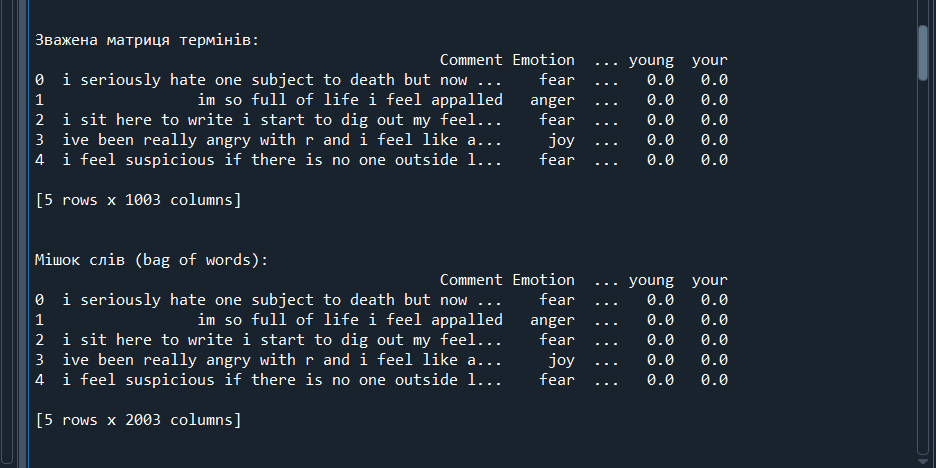 Зважена матриця термінів:
Comment Emotion ... young your
0 i seriously hate one subject to death but now ... fear ... 0.0 0.0
1 im so full of life i feel appalled anger ... 0.0 0.0
2 i sit here to write i start to dig out my feel... fear ... 0.0 0.0
3 ive been really angry with r and i feel like a... joy ... 0.0 0.0
4 i feel suspicious if there is no one outside l... fear ... 0.0 0.0
[5 rows x 1003 columns]
Мішок слів (bag of words):
Comment Emotion ... young your
0 i seriously hate one subject to death but now ... fear ... 0.0 0.0
1 im so full of life i feel appalled anger ... 0.0 0.0
2 i sit here to write i start to dig out my feel... fear ... 0.0 0.0
3 ive been really angry with r and i feel like a... joy ... 0.0 0.0
4 i feel suspicious if there is no one outside l... fear ... 0.0 0.0
[5 rows x 2003 columns]